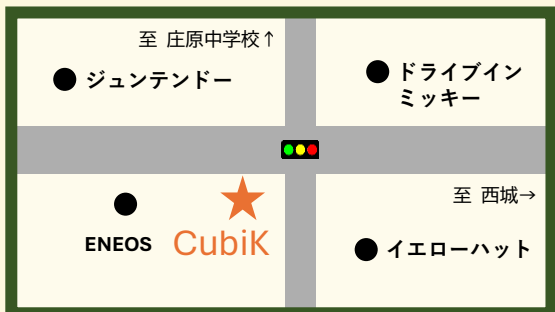 至 庄原中学校↑
ジュンテンドー
ドライブイン
ミッキー
至 西城→
ENEOS
CubiK
イエローハット